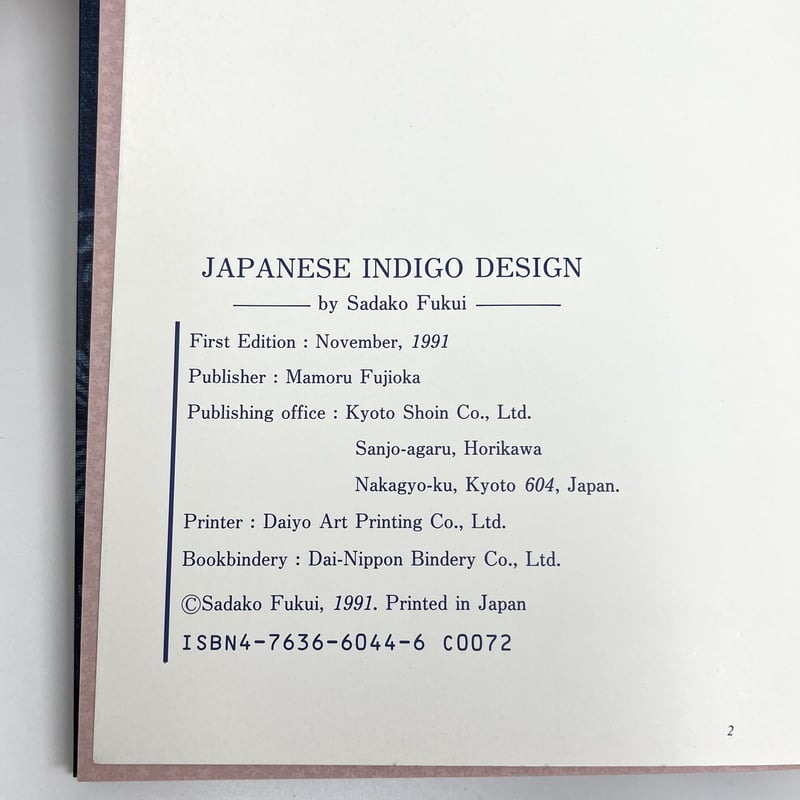 JAPANESE INDIGO DESIGN
by Sadako Fukui
First Edition : November, 1991
Publisher : Mamoru Fujioka
Publishing office : Kyoto Shoin Co., Ltd.
Sanjo-agaru, Horikawa
Nakagyo-ku, Kyoto 604, Japan.
Printer : Daiyo Art Printing Co., Ltd.
Bookbindery : Dai-Nippon Bindery Co., Ltd.
©Sadako Fukui, 1991. Printed in Japan
ISBN4-7636-6044-6 C0072
2